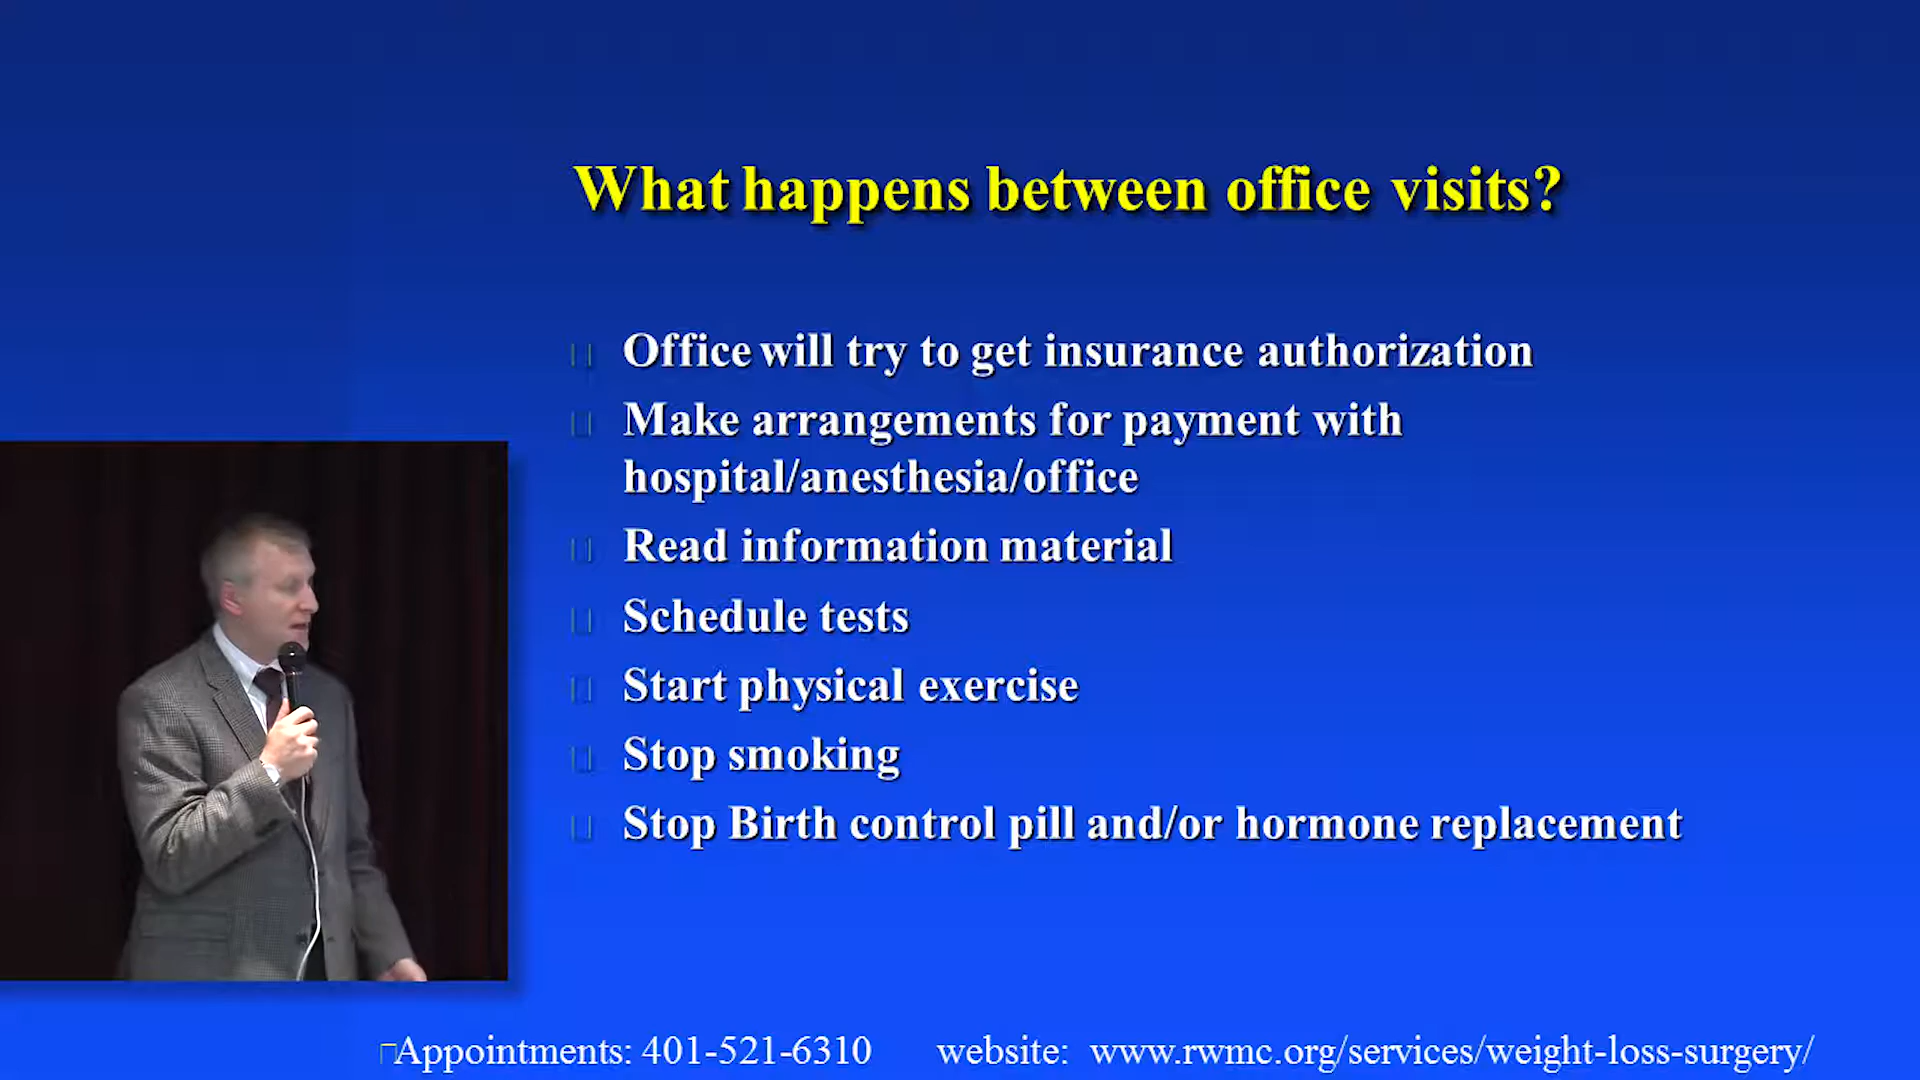 What happens between office visits?
Office will try to get insurance authorization
Make arrangements for payment with
hospital/anesthesia/office
Read information material
Schedule tests
Start physical exercise
Stop smoking
Stop Birth control pill and/or hormone replacement
Appointments: 401-521-6310 website: www.rwmc.org/services/weight-loss-surgery/